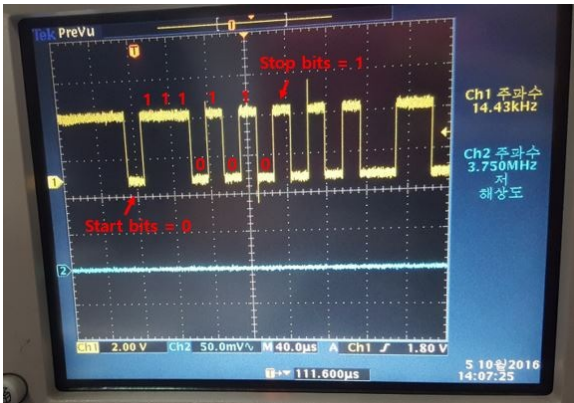 Tek PreVu
T
Stop bits = 1
1 1 1 1 1
0 0 0
Start bits = 0
1
2
Ch1 주파수
14.43kHz
Ch2 주파수
3.750MHz
저
해상도
Ch1 2.00 V Ch2 50.0mV∿ M 40.0µs A Ch1 ƒ 1.80 V
T→▼ 111.600µs
5 10월2016
14:07:25